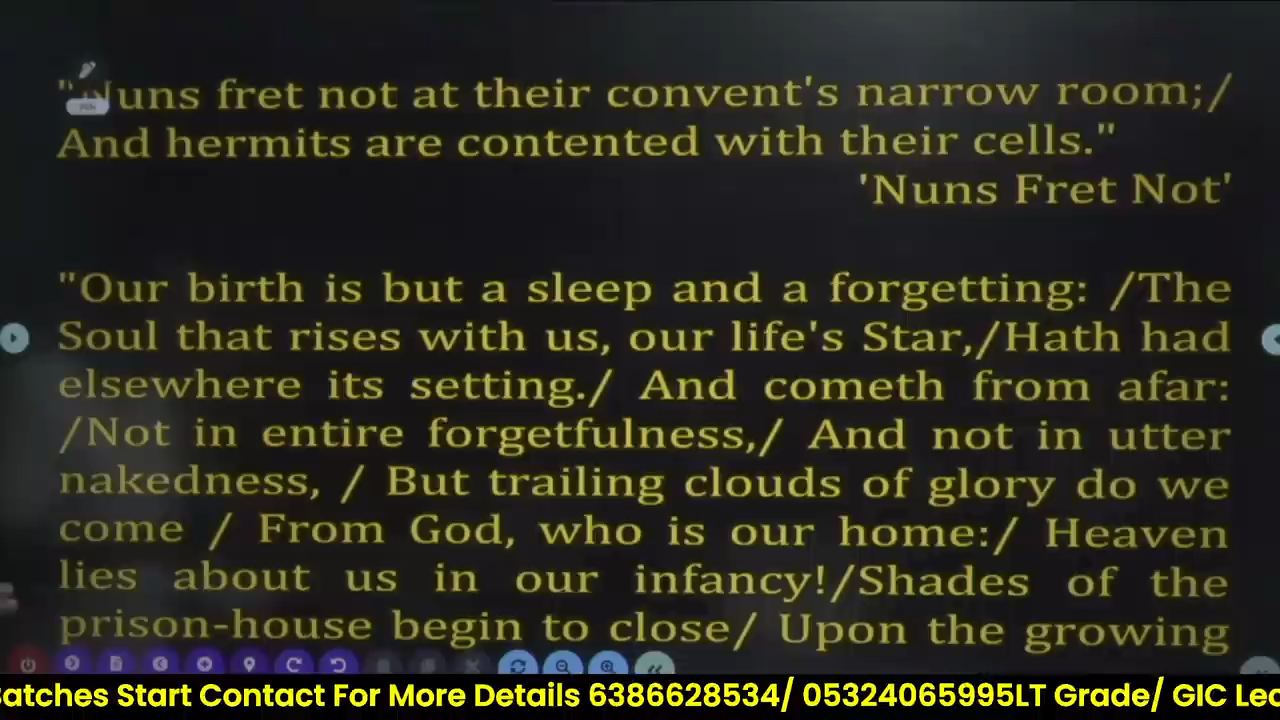 "Nuns fret not at their convent's narrow room;/
And hermits are contented with their cells."
'Nuns Fret Not'
"Our birth is but a sleep and a forgetting: /The
Soul that rises with us, our life's Star,/Hath had
elsewhere its setting./ And cometh from afar:
/Not in entire forgetfulness,/ And not in utter
nakedness, / But trailing clouds of glory do we
come / From God, who is our home:/ Heaven
lies about us in our infancy!/Shades of the
prison-house begin to close/ Upon the growing
Batches Start Contact For More Details 6386628534/ 05324065995LT Grade/ GIC Lec